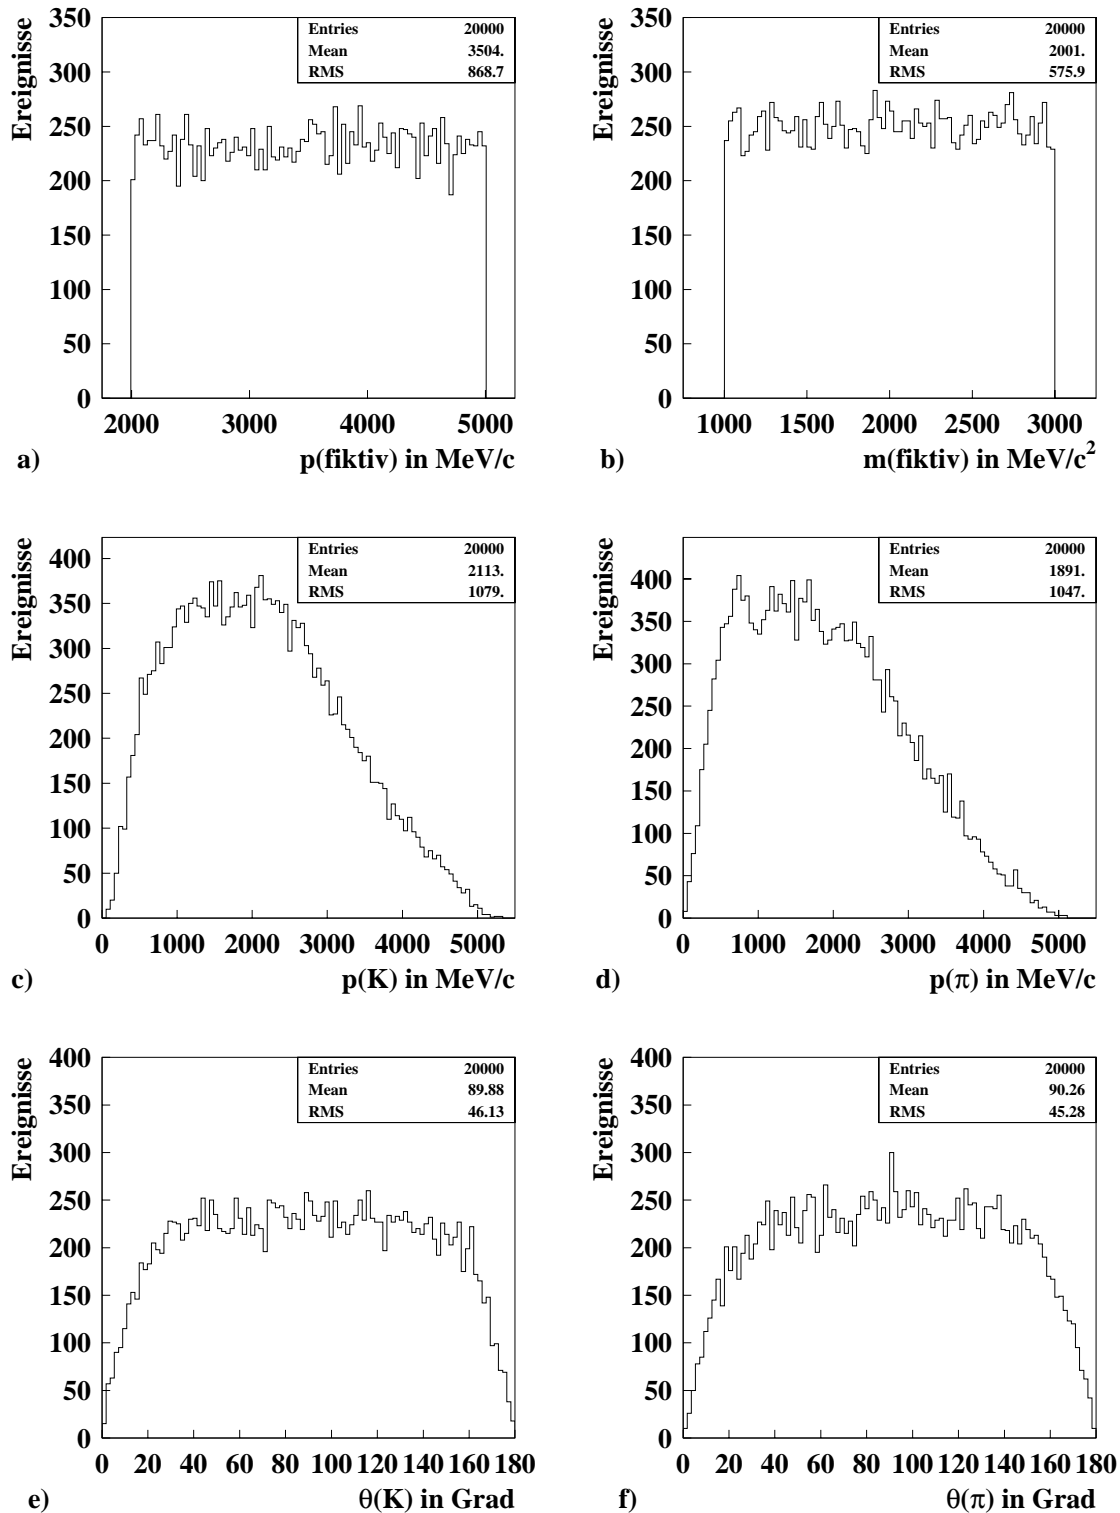 Ereignisse
350
300
250
200
150
100
50
0
Entries 20000
Mean 3504.
RMS 868.7
2000 3000 4000 5000
a) p(fiktiv) in MeV/c
Ereignisse
350
300
250
200
150
100
50
0
Entries 20000
Mean 2001.
RMS 575.9
1000 1500 2000 2500 3000
b) m(fiktiv) in MeV/c²
Ereignisse
400
350
300
250
200
150
100
50
0
Entries 20000
Mean 2113.
RMS 1079.
0 1000 2000 3000 4000 5000
c) p(K) in MeV/c
Ereignisse
400
350
300
250
200
150
100
50
0
Entries 20000
Mean 1891.
RMS 1047.
0 1000 2000 3000 4000 5000
d) p(π) in MeV/c
Ereignisse
400
350
300
250
200
150
100
50
0
Entries 20000
Mean 89.88
RMS 46.13
0 20 40 60 80 100 120 140 160 180
e) θ(K) in Grad
Ereignisse
400
350
300
250
200
150
100
50
0
Entries 20000
Mean 90.26
RMS 45.28
0 20 40 60 80 100 120 140 160 180
f) θ(π) in Grad